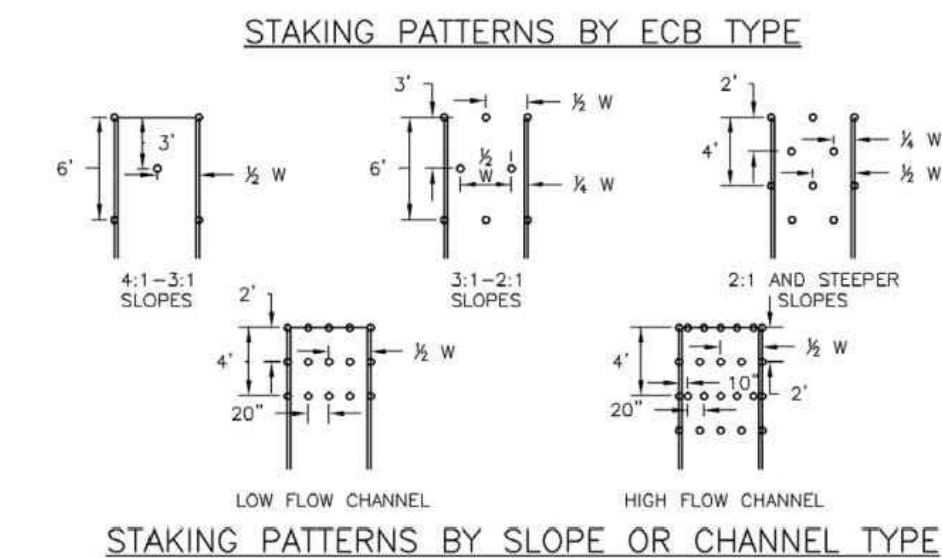 STAKING PATTERNS BY ECB TYPE
3' ½ W
6' 3' ½ W
4:1–3:1
SLOPES
6' ½ W ¼ W
3:1–2:1
SLOPES
2'
4' ¼ W
½ W
2:1 AND STEEPER
SLOPES
2'
4' ½ W
20"
LOW FLOW CHANNEL
4' ½ W
10" 2'
20"
HIGH FLOW CHANNEL
STAKING PATTERNS BY SLOPE OR CHANNEL TYPE